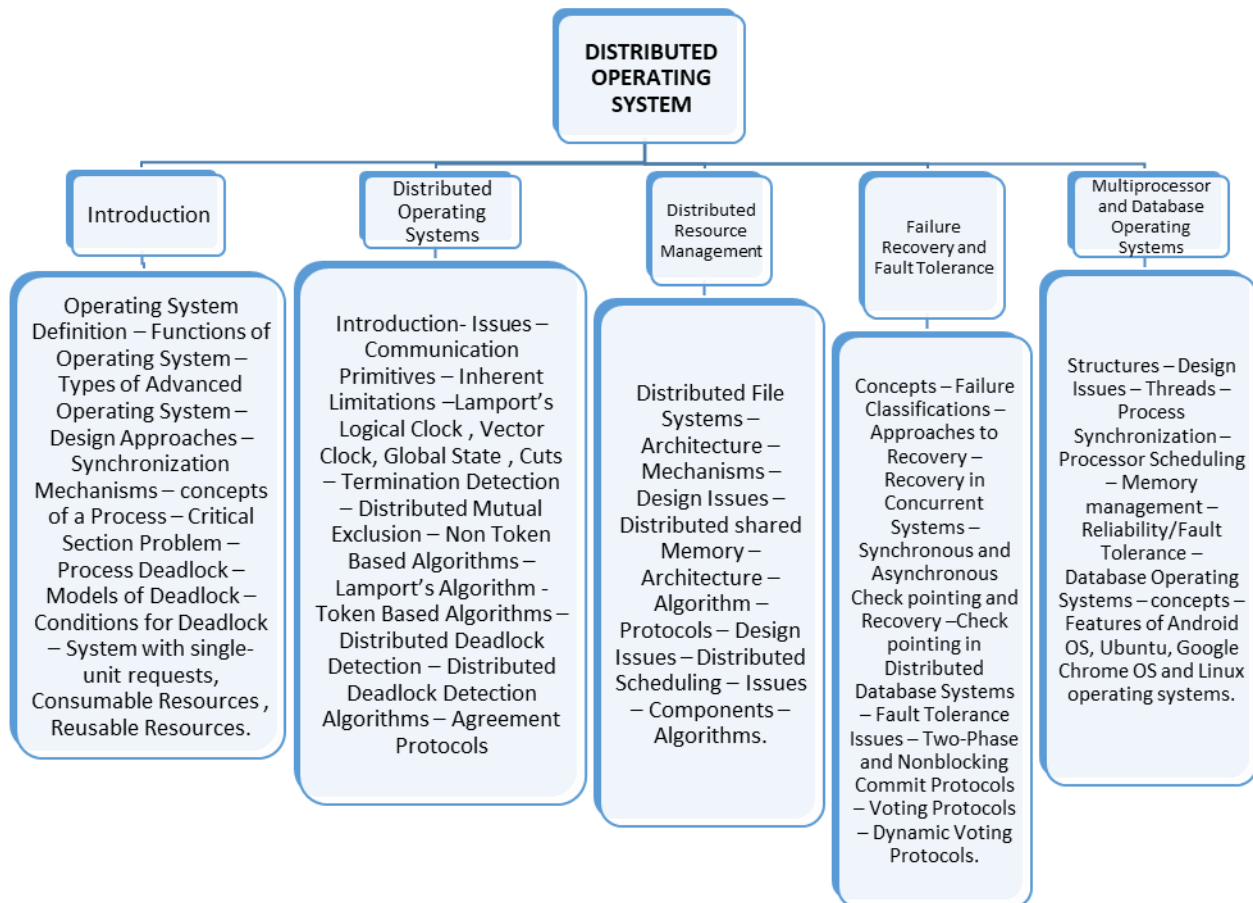 DISTRIBUTED
OPERATING
SYSTEM
Introduction
Operating System
Definition – Functions of
Operating System –
Types of Advanced
Operating System –
Design Approaches –
Synchronization
Mechanisms – concepts
of a Process – Critical
Section Problem –
Process Deadlock –
Models of Deadlock –
Conditions for Deadlock
– System with single-
unit requests,
Consumable Resources ,
Reusable Resources.
Distributed
Operating
Systems
Introduction- Issues –
Communication
Primitives – Inherent
Limitations –Lamport’s
Logical Clock , Vector
Clock, Global State , Cuts
– Termination Detection
– Distributed Mutual
Exclusion – Non Token
Based Algorithms –
Lamport’s Algorithm -
Token Based Algorithms –
Distributed Deadlock
Detection – Distributed
Deadlock Detection
Algorithms – Agreement
Protocols
Distributed
Resource
Management
Distributed File
Systems –
Architecture –
Mechanisms –
Design Issues –
Distributed shared
Memory –
Architecture –
Algorithm –
Protocols – Design
Issues – Distributed
Scheduling – Issues
– Components –
Algorithms.
Failure
Recovery and
Fault Tolerance
Concepts – Failure
Classifications –
Approaches to
Recovery –
Recovery in
Concurrent
Systems –
Synchronous and
Asynchronous
Check pointing and
Recovery –Check
pointing in
Distributed
Database Systems
– Fault Tolerance
Issues – Two-Phase
and Nonblocking
Commit Protocols
– Voting Protocols
– Dynamic Voting
Protocols.
Multiprocessor
and Database
Operating
Systems
Structures – Design
Issues – Threads –
Process
Synchronization –
Processor Scheduling
– Memory
management –
Reliability/Fault
Tolerance –
Database Operating
Systems – concepts –
Features of Android
OS, Ubuntu, Google
Chrome OS and Linux
operating systems.